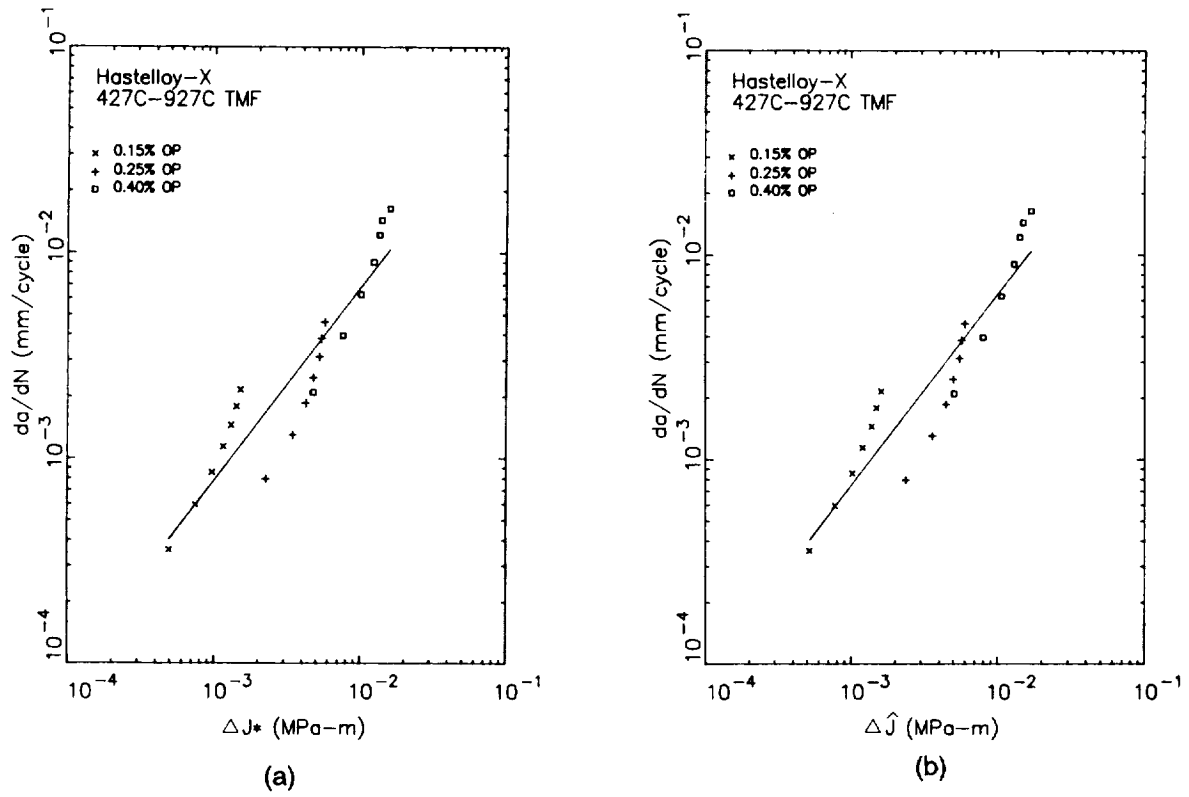 Hastelloy-X
427C-927C TMF
× 0.15% OP
+ 0.25% OP
□ 0.40% OP
da/dN (mm/cycle)
10⁻¹
10⁻²
10⁻³
10⁻⁴
10⁻⁴ 10⁻³ 10⁻² 10⁻¹
△J* (MPa-m)
(a)
Hastelloy-X
427C-927C TMF
× 0.15% OP
+ 0.25% OP
□ 0.40% OP
da/dN (mm/cycle)
10⁻¹
10⁻²
10⁻³
10⁻⁴
10⁻⁴ 10⁻³ 10⁻² 10⁻¹
△Ĵ (MPa-m)
(b)